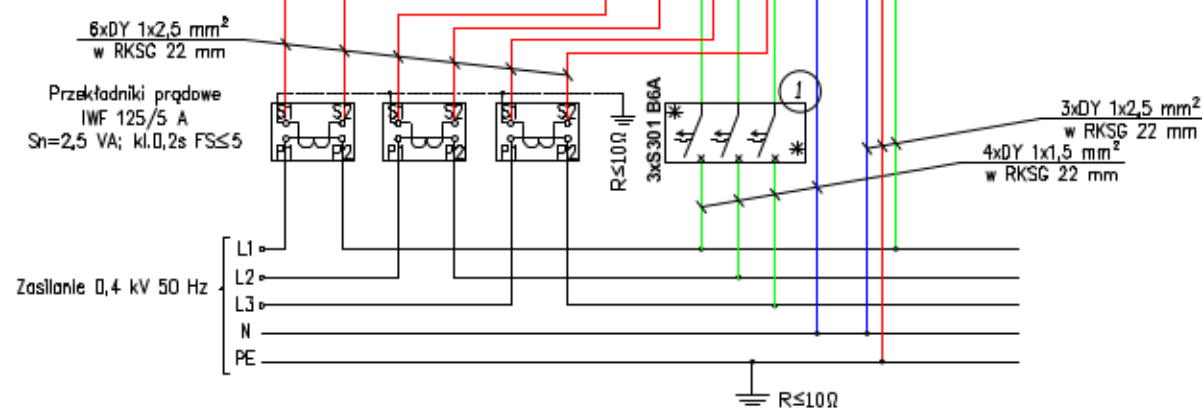 6xDY 1x2,5 mm²
w RKSG 22 mm
Przekładniki prądowe
IWF 125/5 A
Sn=2,5 VA; kl.0,2s FS≤5
S1 S2 S1 S2 S1 S2
P1 P2 P1 P2 P1 P2
R≤10Ω
3xS301 B6A
*
*
1
3xDY 1x2,5 mm²
w RKSG 22 mm
4xDY 1x1,5 mm²
w RKSG 22 mm
Zasilanie 0,4 kV 50 Hz
L1
L2
L3
N
PE
R≤10Ω